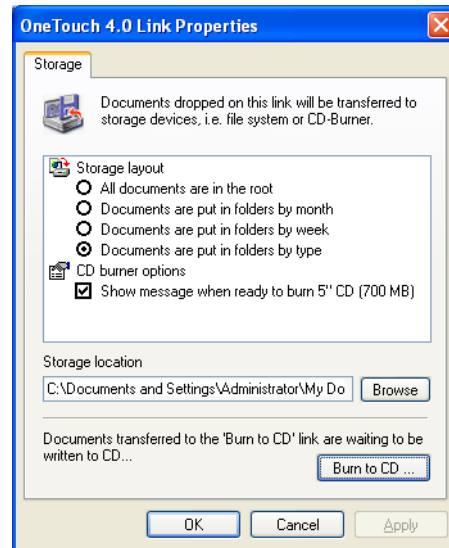 OneTouch 4.0 Link Properties
Storage
Documents dropped on this link will be transferred to
storage devices, i.e. file system or CD-Burner.
Storage layout
All documents are in the root
Documents are put in folders by month
Documents are put in folders by week
Documents are put in folders by type
CD burner options
Show message when ready to burn 5" CD (700 MB)
Storage location
C:\Documents and Settings\Administrator\My Do
Browse
Documents transferred to the 'Burn to CD' link are waiting to be
written to CD...
Burn to CD ...
OK
Cancel
Apply